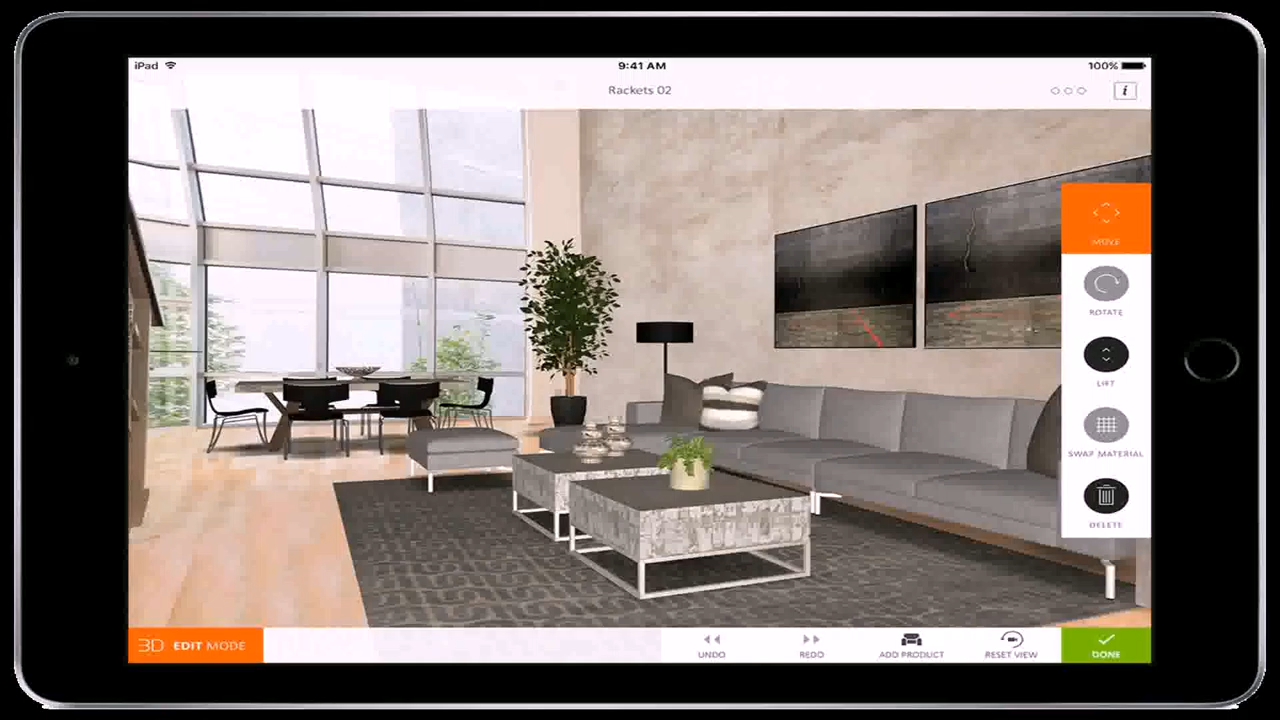 iPad
9:41 AM
100%
Rackets 02
i
MOVE
ROTATE
LIFT
SWAP MATERIAL
DELETE
3D EDIT MODE
UNDO
REDO
ADD PRODUCT
RESET VIEW
DONE